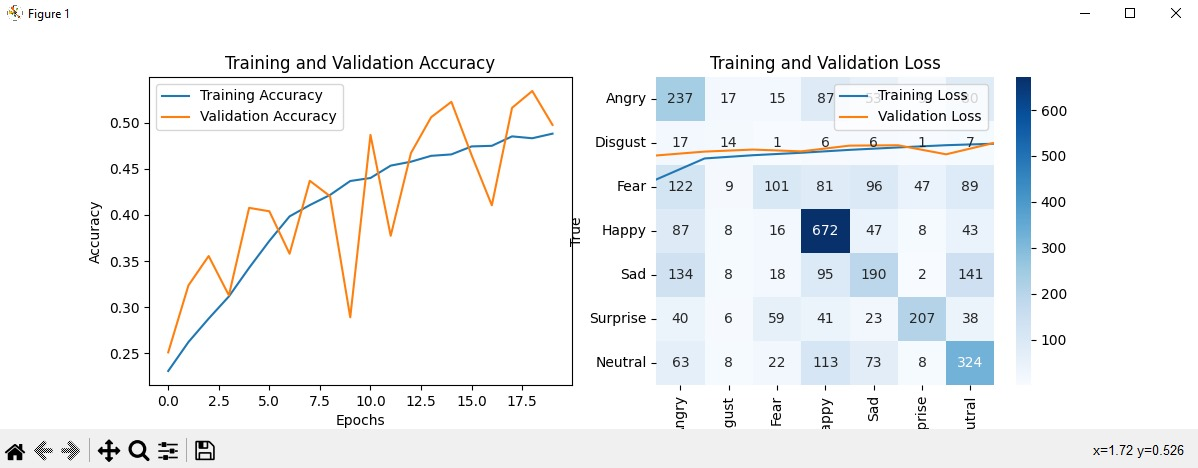 Figure 1
Training and Validation Accuracy
Training Accuracy
Validation Accuracy
0.50
0.45
0.40
0.35
0.30
0.25
Accuracy
0.0 2.5 5.0 7.5 10.0 12.5 15.0 17.5
Epochs
Training and Validation Loss
Training Loss
Validation Loss
True
Angry 237 17 15 87 53
Disgust 17 14 1 6 6 1 7
Fear 122 9 101 81 96 47 89
Happy 87 8 16 672 47 8 43
Sad 134 8 18 95 190 2 141
Surprise 40 6 59 41 23 207 38
Neutral 63 8 22 113 73 8 324
ngry gust Fear appy Sad prise utral
600
500
400
300
200
100
x=1.72 y=0.526